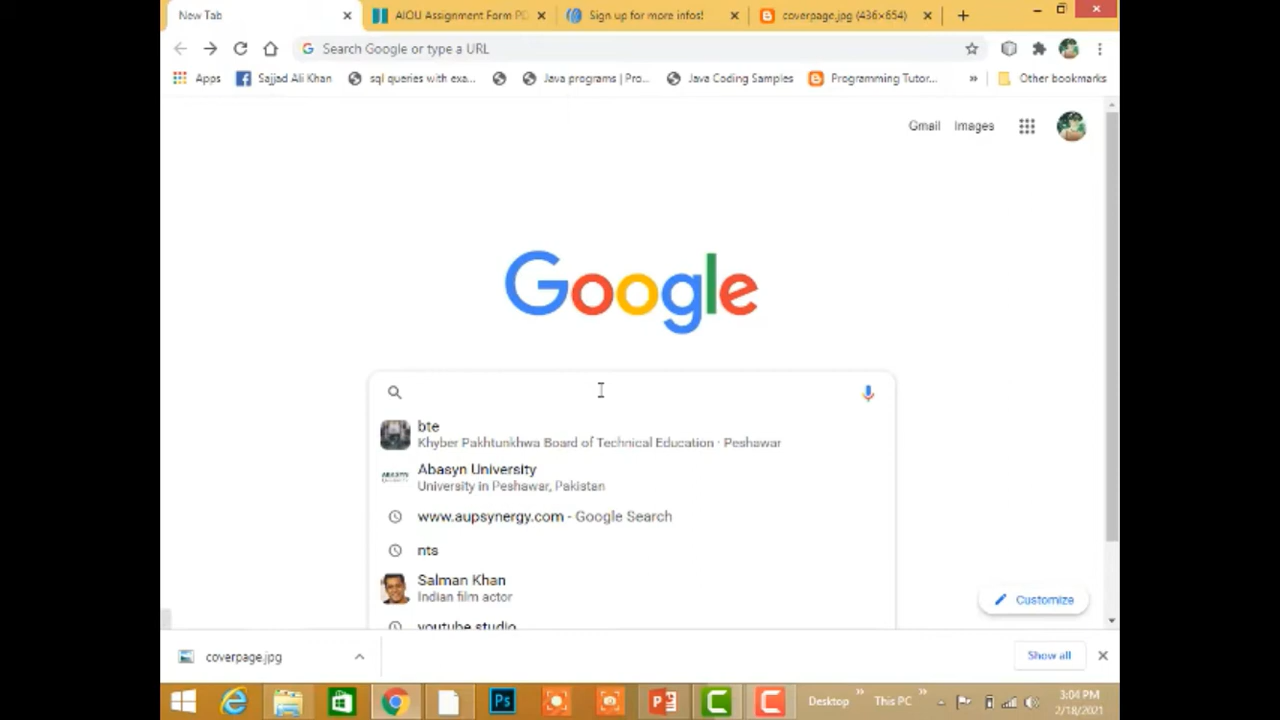 New Tab
AIOU Assignment Form PD
Sign up for more infos!
coverpage.jpg (436×654)
Search Google or type a URL
Apps
Sajjad Ali Khan
sql queries with exa...
Java programs | Pro...
Java Coding Samples
Programming Tutor...
»
Other bookmarks
Gmail
Images
Google
bte
Khyber Pakhtunkhwa Board of Technical Education · Peshawar
Abasyn University
University in Peshawar, Pakistan
www.aupsynergy.com - Google Search
nts
Salman Khan
Indian film actor
youtube studio
Customize
coverpage.jpg
Show all
Ps
Desktop
This PC
3:04 PM
2/18/2021